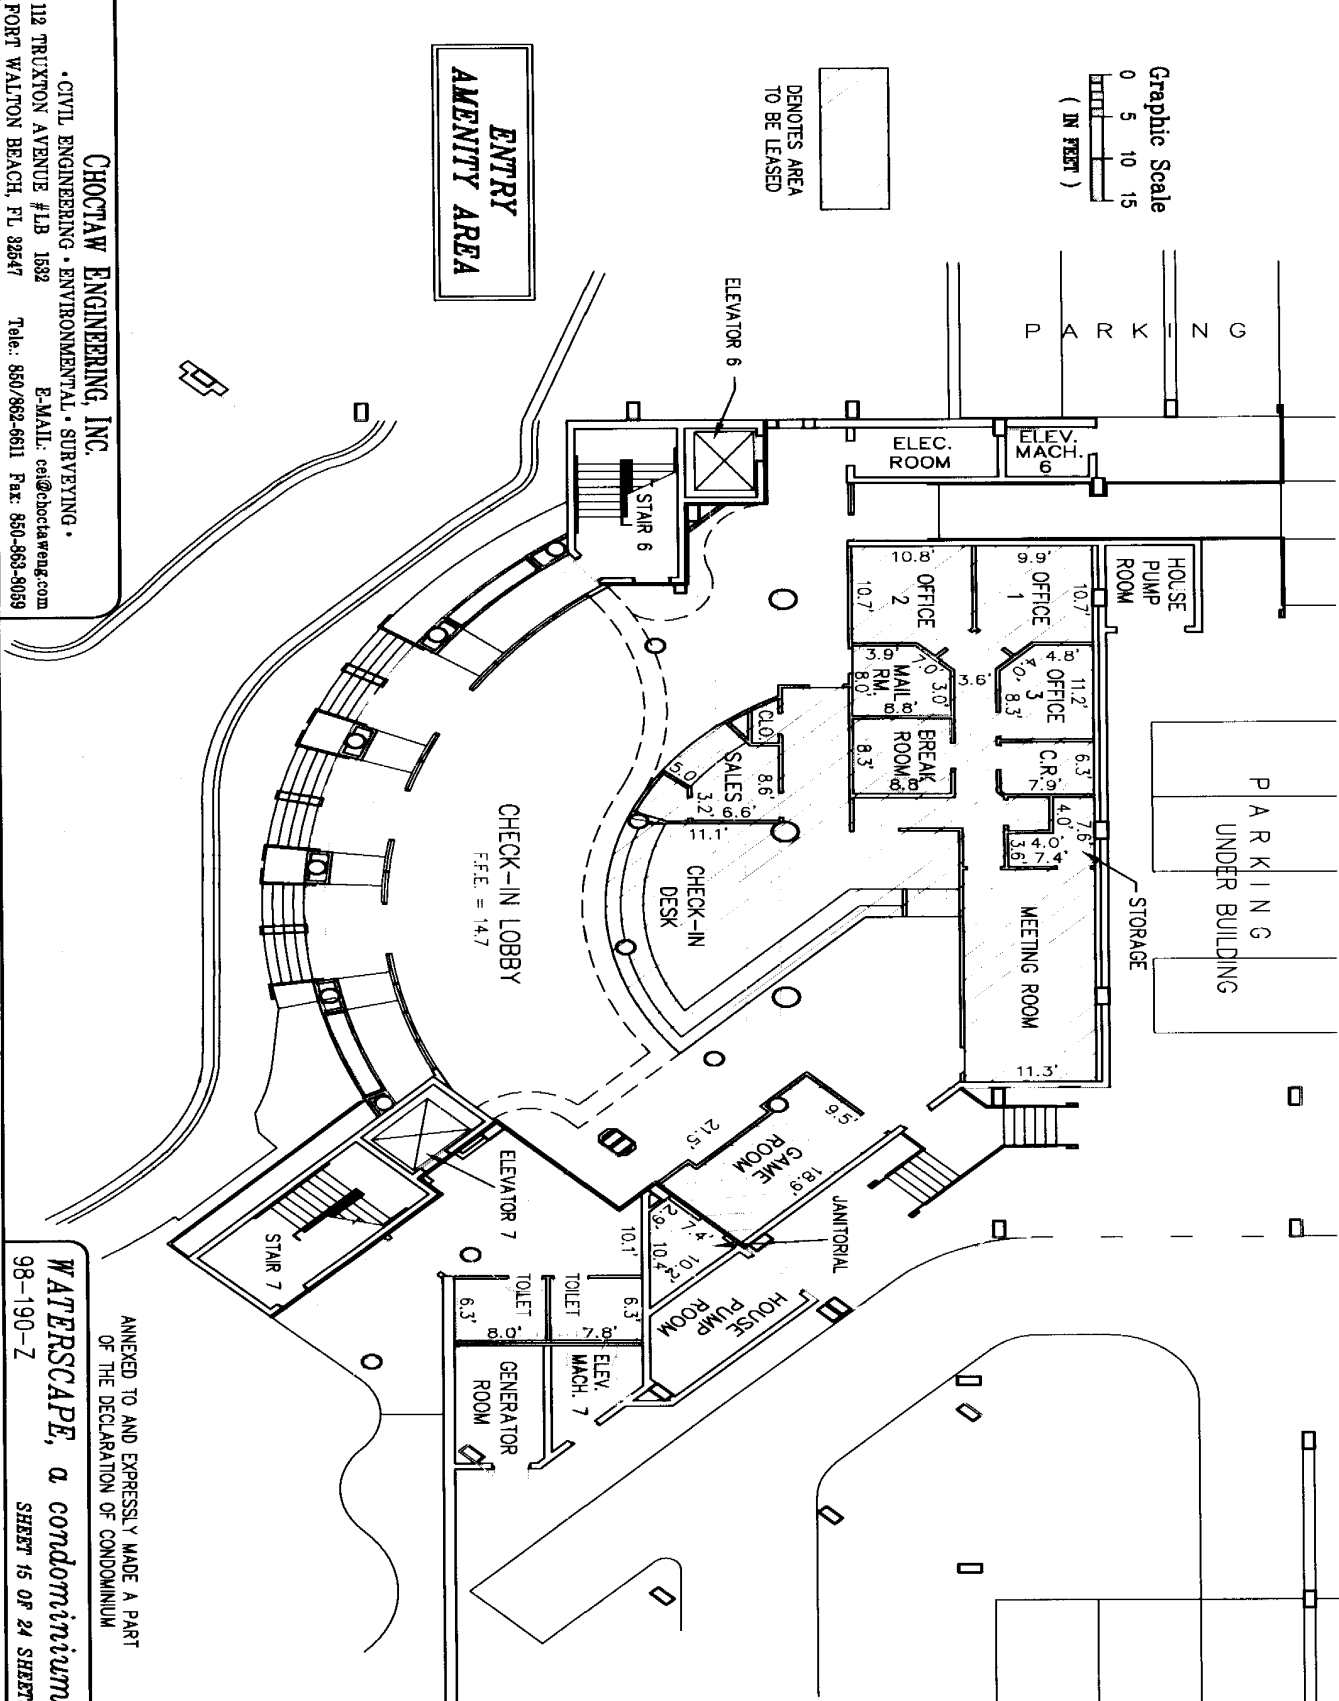 Graphic Scale
0 5 10 15
( IN FEET )
DENOTES AREA
TO BE LEASED
ENTRY
AMENITY AREA
PARKING
ELEVATOR 6
ELEC.
ROOM
ELEV.
MACH.
6
STAIR 6
HOUSE
PUMP
ROOM
9.9'
OFFICE
1
10.7'
10.8'
OFFICE
2
10.7'
4.8'
OFFICE
3
11.2'
4.0'
8.3'
3.6'
3.9'
7.0'
MAIL
RM.
8.0'
3.0'
8.8'
BREAK
ROOM
8.3'
8.8'
C.R.
6.3'
7.9'
7.6'
4.0'
4.0'
3.6'
7.4'
STORAGE
PARKING
UNDER BUILDING
MEETING ROOM
11.3'
CLO.
SALES
8.6'
5.0'
3.2'
6.6'
11.1'
CHECK-IN
DESK
CHECK-IN LOBBY
F.F.E. = 14.7
GAME
ROOM
9.5'
21.5'
18.9'
JANITORIAL
7.4'
2.9'
10.1'
10.4'
10.2'
HOUSE
PUMP
ROOM
ELEVATOR 7
STAIR 7
TOILET
6.3'
7.8'
TOILET
6.3'
8.0'
ELEV.
MACH. 7
GENERATOR
ROOM
CHOCTAW ENGINEERING, INC.
• CIVIL ENGINEERING • ENVIRONMENTAL • SURVEYING •
112 TRUXTON AVENUE #LB 1532 E-MAIL: cei@choctaweng.com
FORT WALTON BEACH, FL 32547 Tele.: 850/862-6611 Fax: 850-863-8059
ANNEXED TO AND EXPRESSLY MADE A PART
OF THE DECLARATION OF CONDOMINIUM
WATERSCAPE, a condominium
98-190-Z SHEET 15 OF 24 SHEET